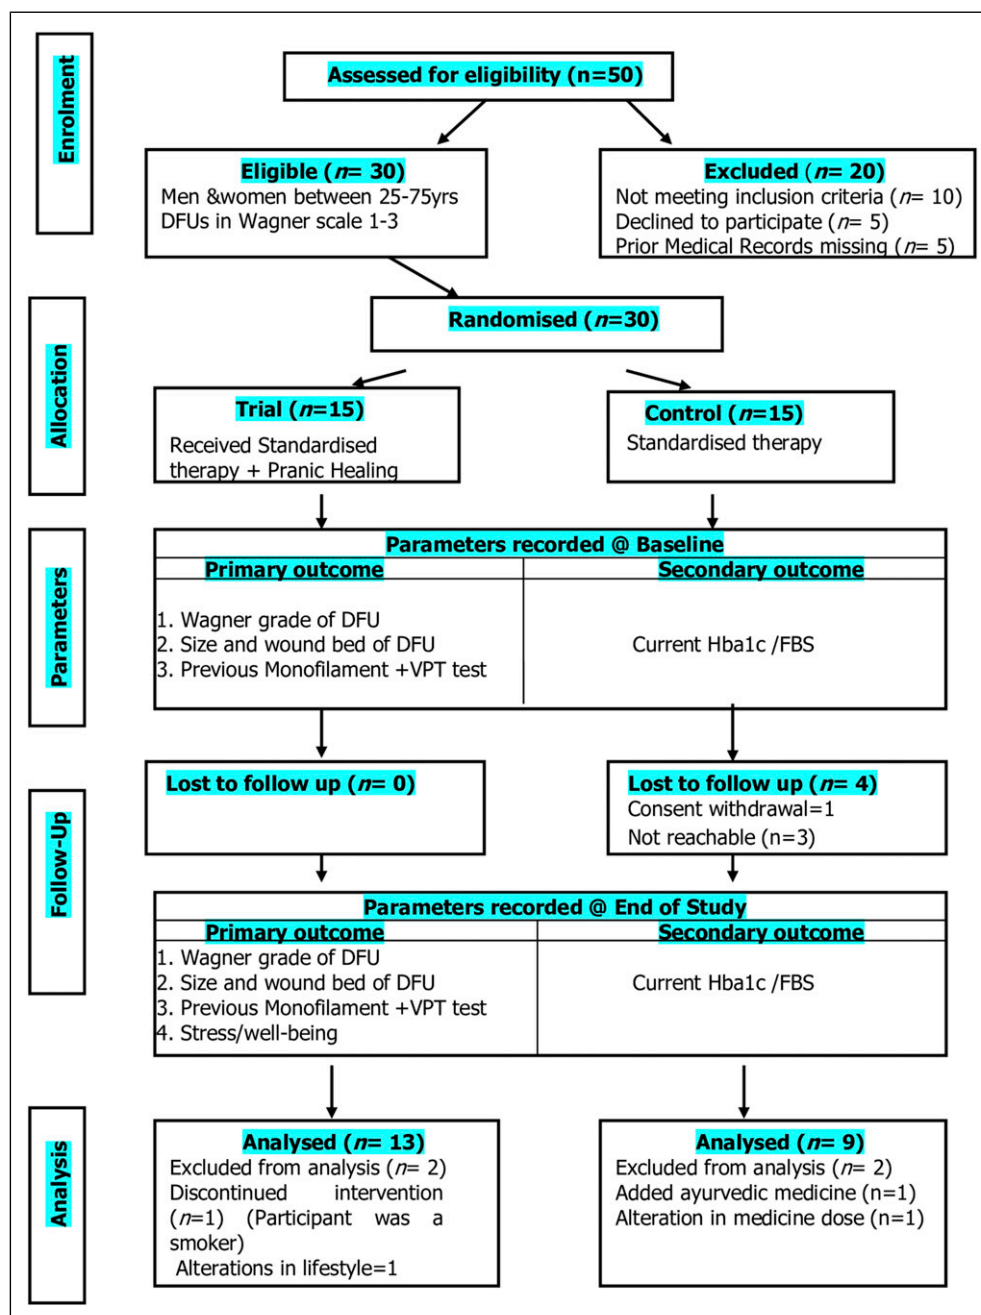 Enrolment
Assessed for eligibility (n=50)
Eligible (n= 30)
Men &women between 25-75yrs
DFUs in Wagner scale 1-3
Excluded (n= 20)
Not meeting inclusion criteria (n= 10)
Declined to participate (n= 5)
Prior Medical Records missing (n= 5)
Allocation
Randomised (n=30)
Trial (n=15)
Received Standardised
therapy + Pranic Healing
Control (n=15)
Standardised therapy
Parameters
Parameters recorded @ Baseline
Primary outcome
Secondary outcome
1. Wagner grade of DFU
2. Size and wound bed of DFU
3. Previous Monofilament +VPT test
Current Hba1c /FBS
Follow-Up
Lost to follow up (n= 0)
Lost to follow up (n= 4)
Consent withdrawal=1
Not reachable (n=3)
Parameters recorded @ End of Study
Primary outcome
Secondary outcome
1. Wagner grade of DFU
2. Size and wound bed of DFU
3. Previous Monofilament +VPT test
4. Stress/well-being
Current Hba1c /FBS
Analysis
Analysed (n= 13)
Excluded from analysis (n= 2)
Discontinued intervention
(n=1) (Participant was a
smoker)
Alterations in lifestyle=1
Analysed (n= 9)
Excluded from analysis (n= 2)
Added ayurvedic medicine (n=1)
Alteration in medicine dose (n=1)